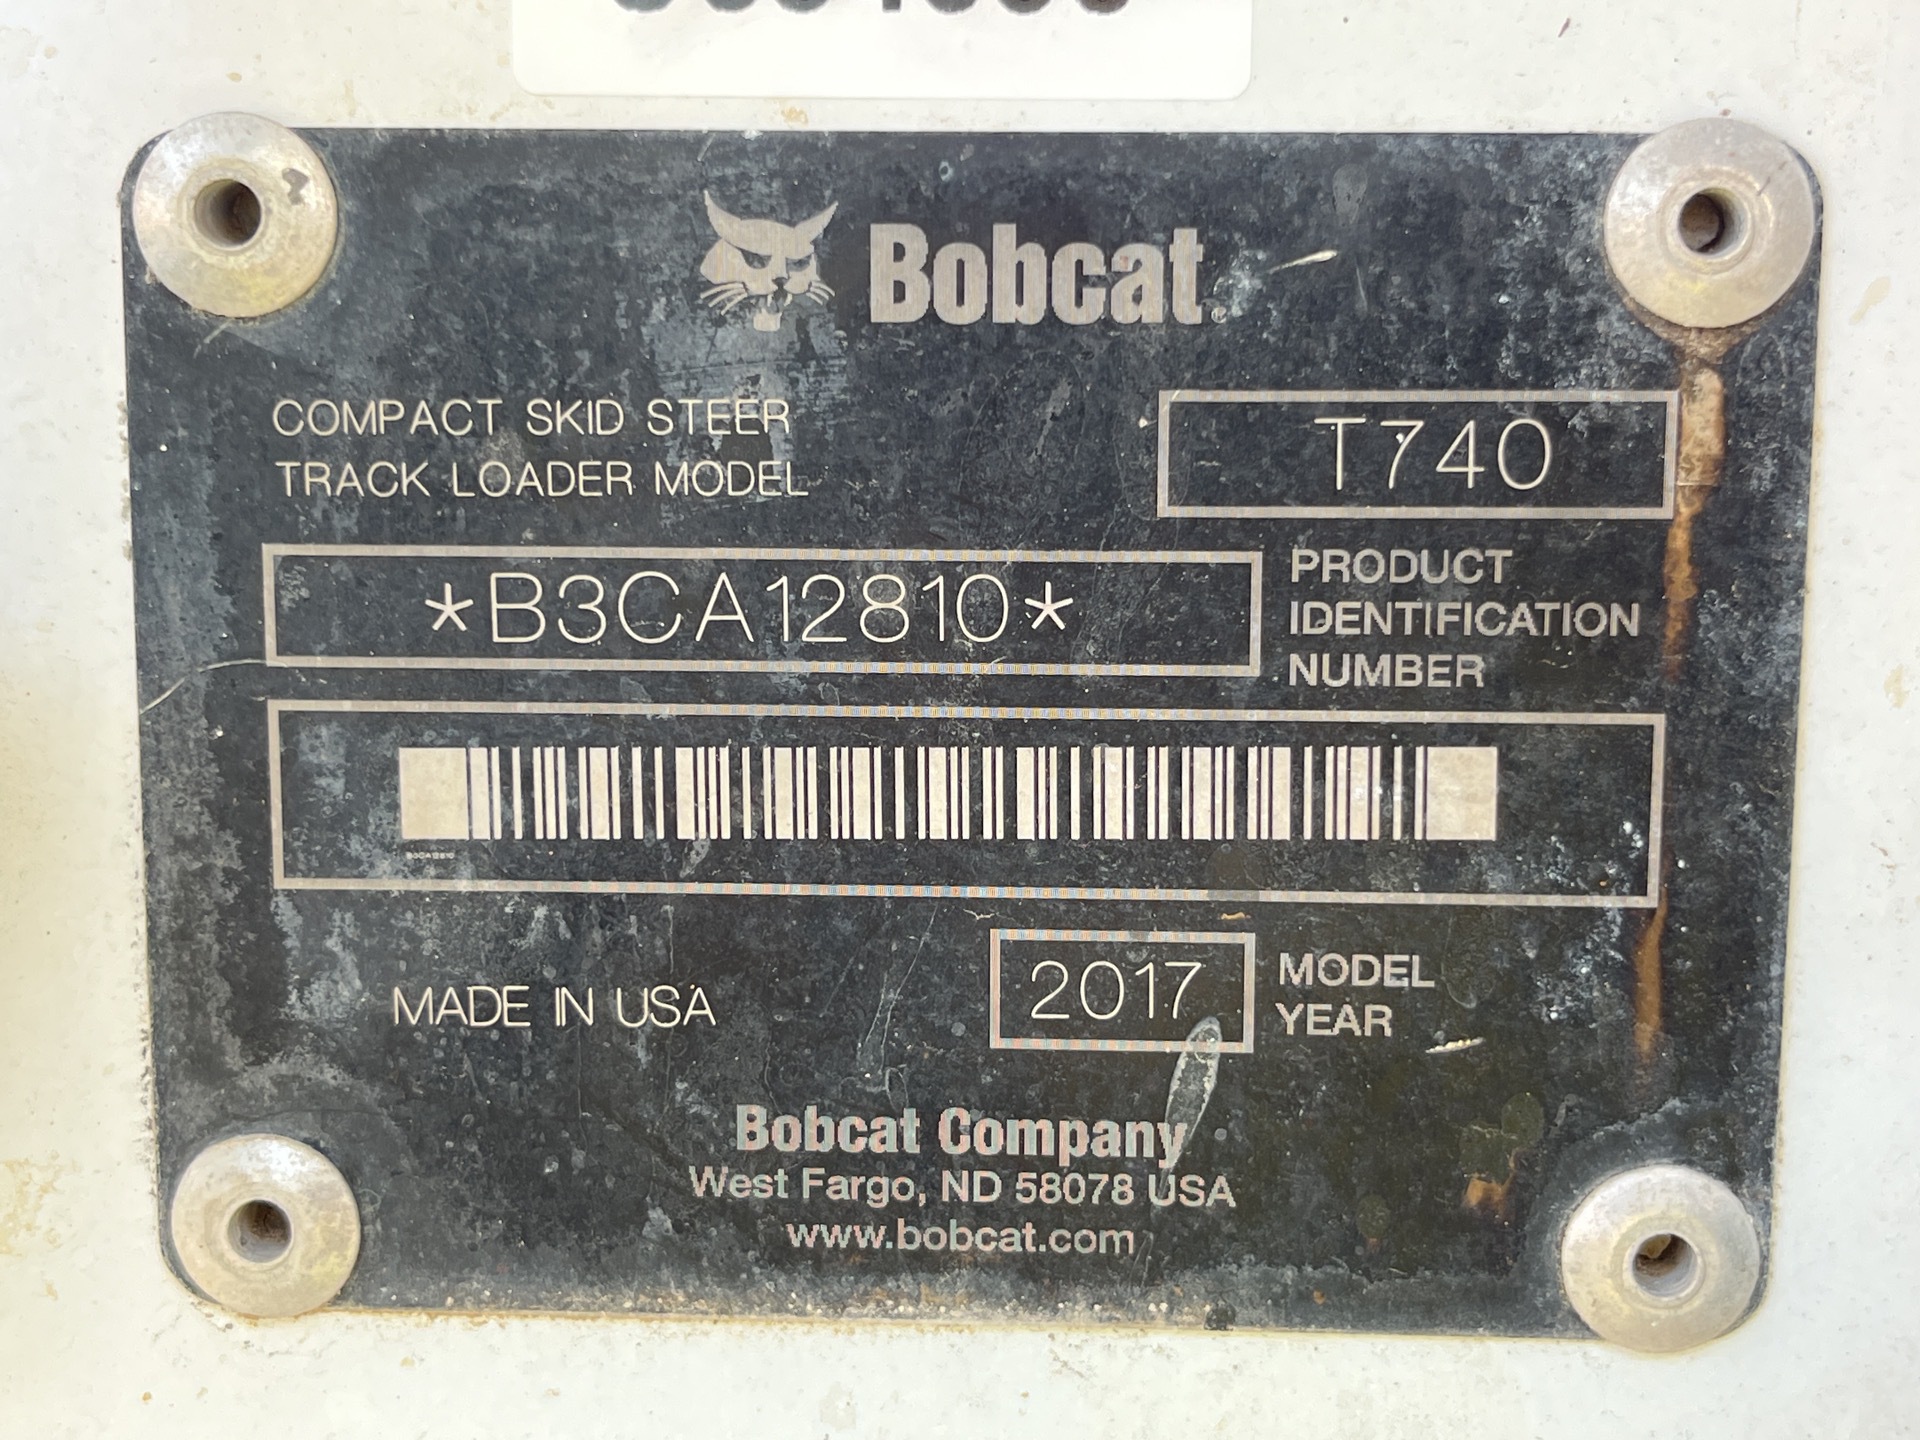 Bobcat
COMPACT SKID STEER
TRACK LOADER MODEL
T740
*B3CA12810*
PRODUCT
IDENTIFICATION
NUMBER
B3CA12810
MADE IN USA
2017
MODEL
YEAR
Bobcat Company
West Fargo, ND 58078 USA
www.bobcat.com